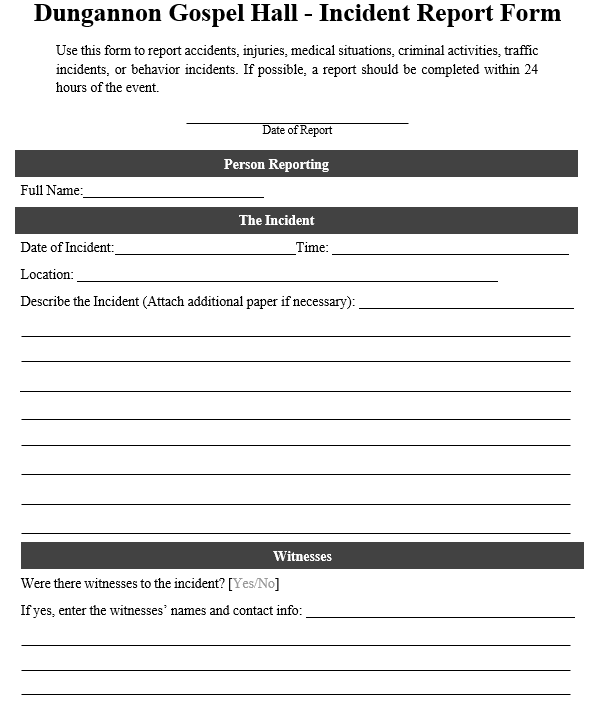 Dungannon Gospel Hall - Incident Report Form
Use this form to report accidents, injuries, medical situations, criminal activities, traffic
incidents, or behavior incidents. If possible, a report should be completed within 24
hours of the event.
Date of Report
Person Reporting
Full Name:
The Incident
Date of Incident: Time:
Location:
Describe the Incident (Attach additional paper if necessary):
Witnesses
Were there witnesses to the incident? [Yes/No]
If yes, enter the witnesses’ names and contact info: